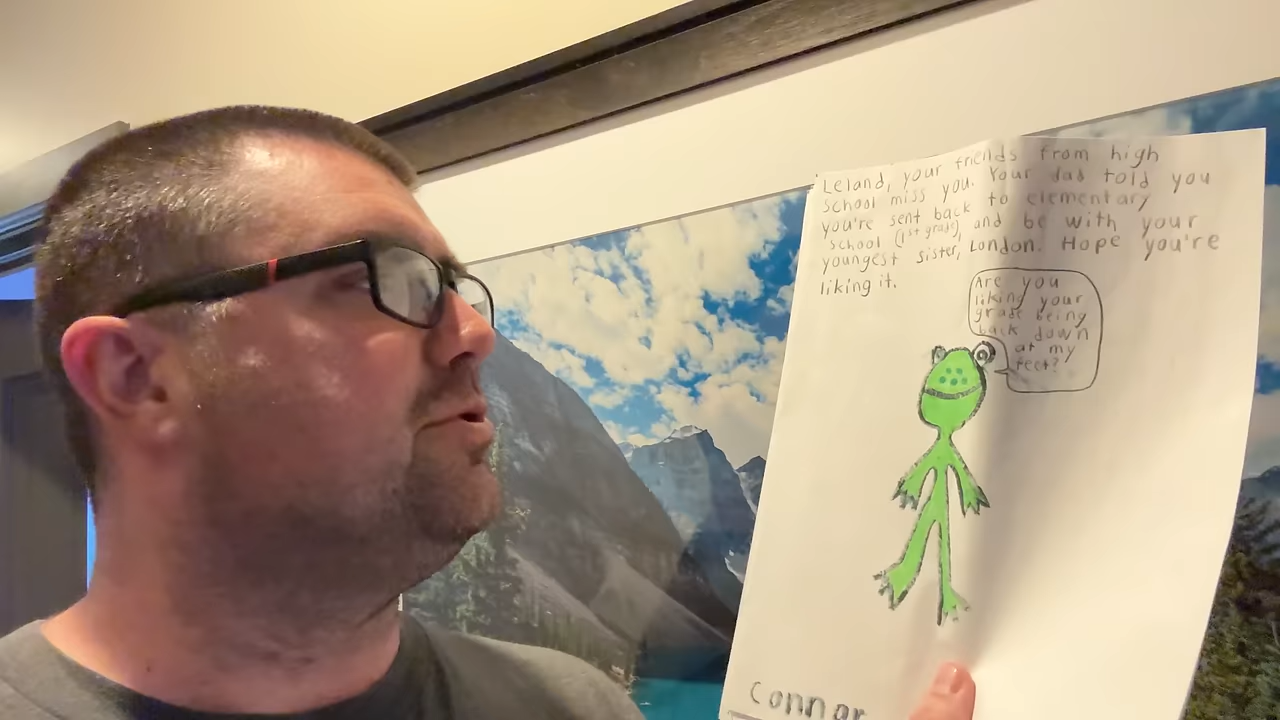 Leland, your friends from high
school miss you. Your dad told you
you're sent back to elementary
school (1st grade), and be with your
youngest sister, London. Hope you're
liking it.
Are you
liking your
grade being
back down
at my
feet?
Connar